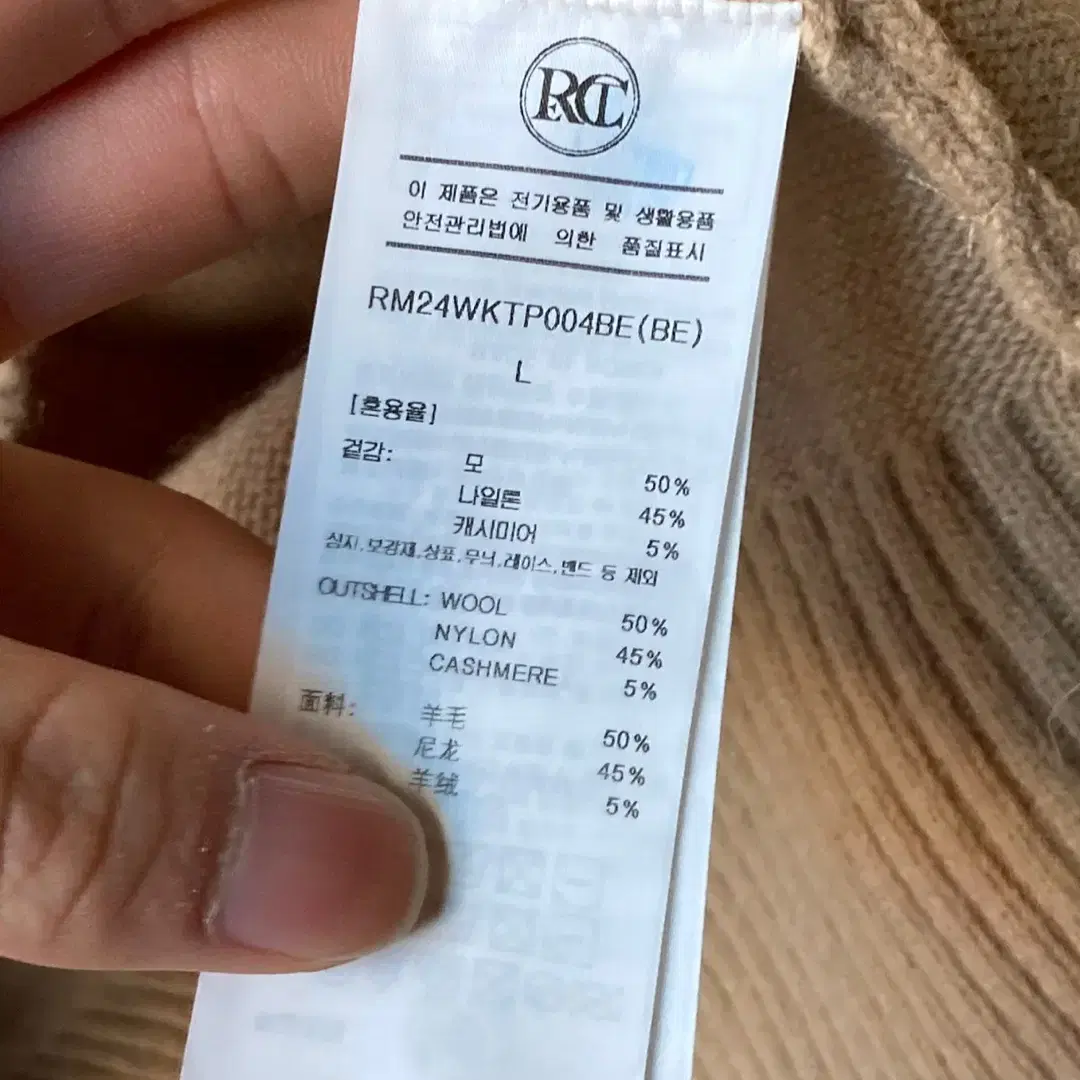 RCT
이 제품은 전기용품 및 생활용품
안전관리법에 의한 품질표시
RM24WKTP004BE(BE)
L
[혼용율]
겉감: 모 50%
나일론 45%
캐시미어 5%
심지,보강재,상표,무늬,레이스,밴드 등 제외
OUTSHELL: WOOL 50%
NYLON 45%
CASHMERE 5%
面料: 羊毛 50%
尼龙 45%
羊绒 5%